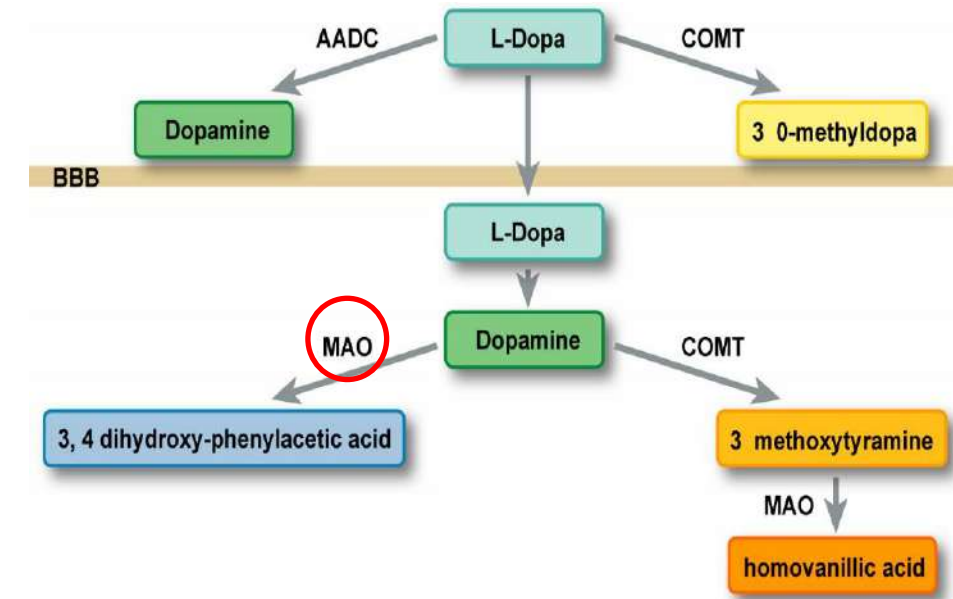 AADC
L-Dopa
COMT
Dopamine
3 0-methyldopa
BBB
L-Dopa
MAO
Dopamine
COMT
3, 4 dihydroxy-phenylacetic acid
3 methoxytyramine
MAO
homovanillic acid